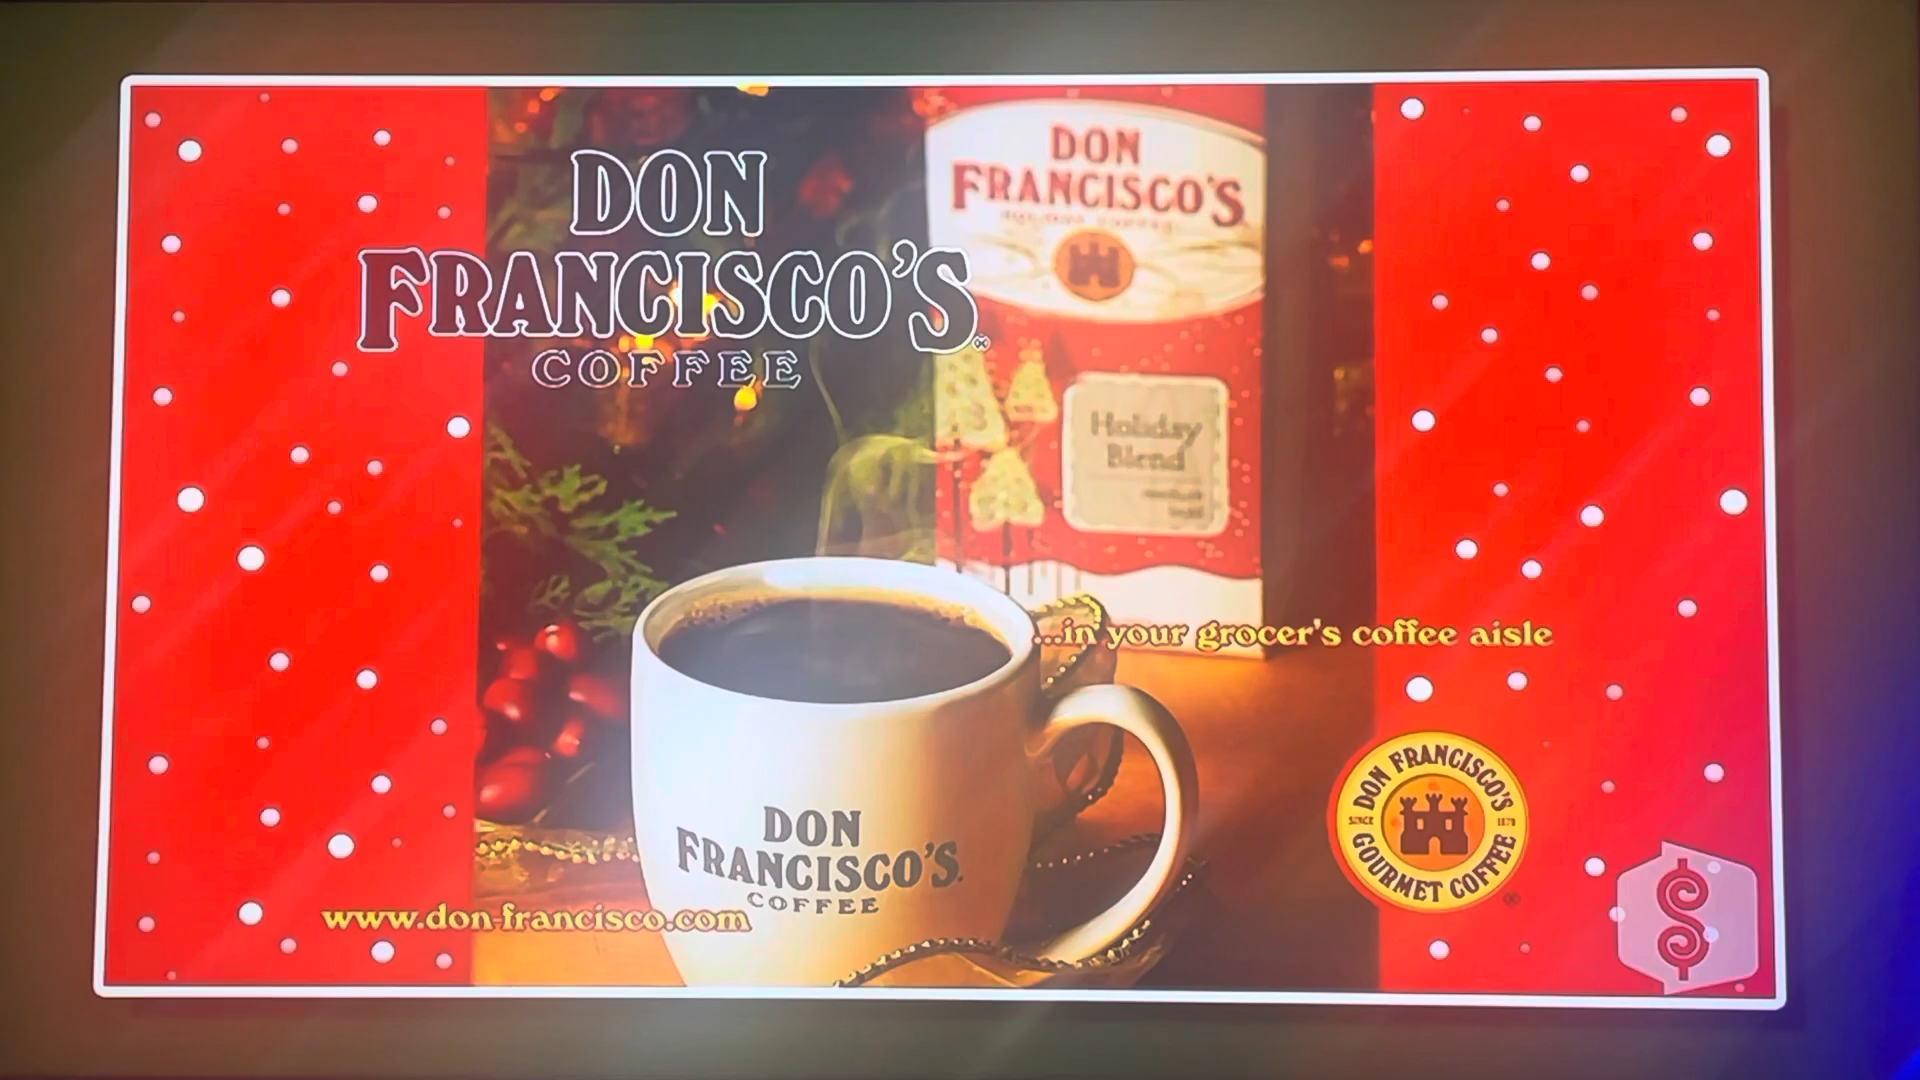 DON
FRANCISCO'S
COFFEE
DON
FRANCISCO'S
Holiday
Blend
...in your grocer's coffee aisle
DON FRANCISCO'S
SINCE 1870
GOURMET COFFEE
DON
FRANCISCO'S
COFFEE
www.don-francisco.com
$